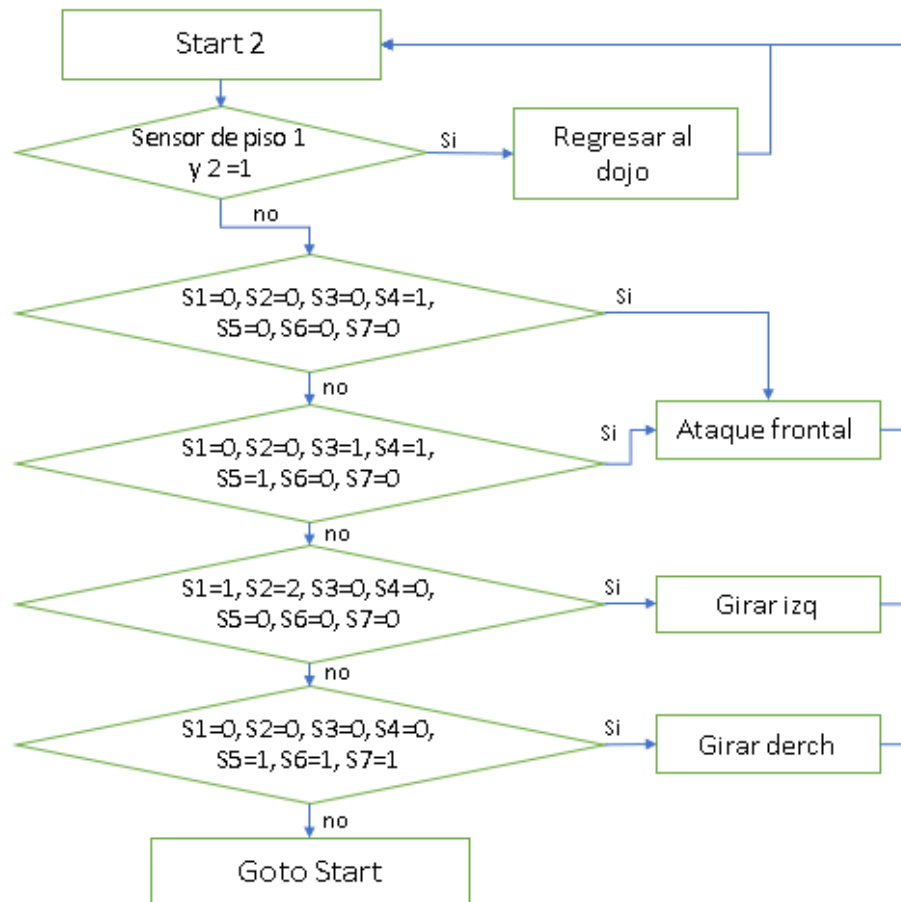 Start 2
Sensor de piso 1
y 2 =1
Si
Regresar al
dojo
no
S1=0, S2=0, S3=0, S4=1,
S5=0, S6=0, S7=0
Si
no
S1=0, S2=0, S3=1, S4=1,
S5=1, S6=0, S7=0
Si
Ataque frontal
no
S1=1, S2=2, S3=0, S4=0,
S5=0, S6=0, S7=0
Si
Girar izq
no
S1=0, S2=0, S3=0, S4=0,
S5=1, S6=1, S7=1
Si
Girar derch
no
Goto Start